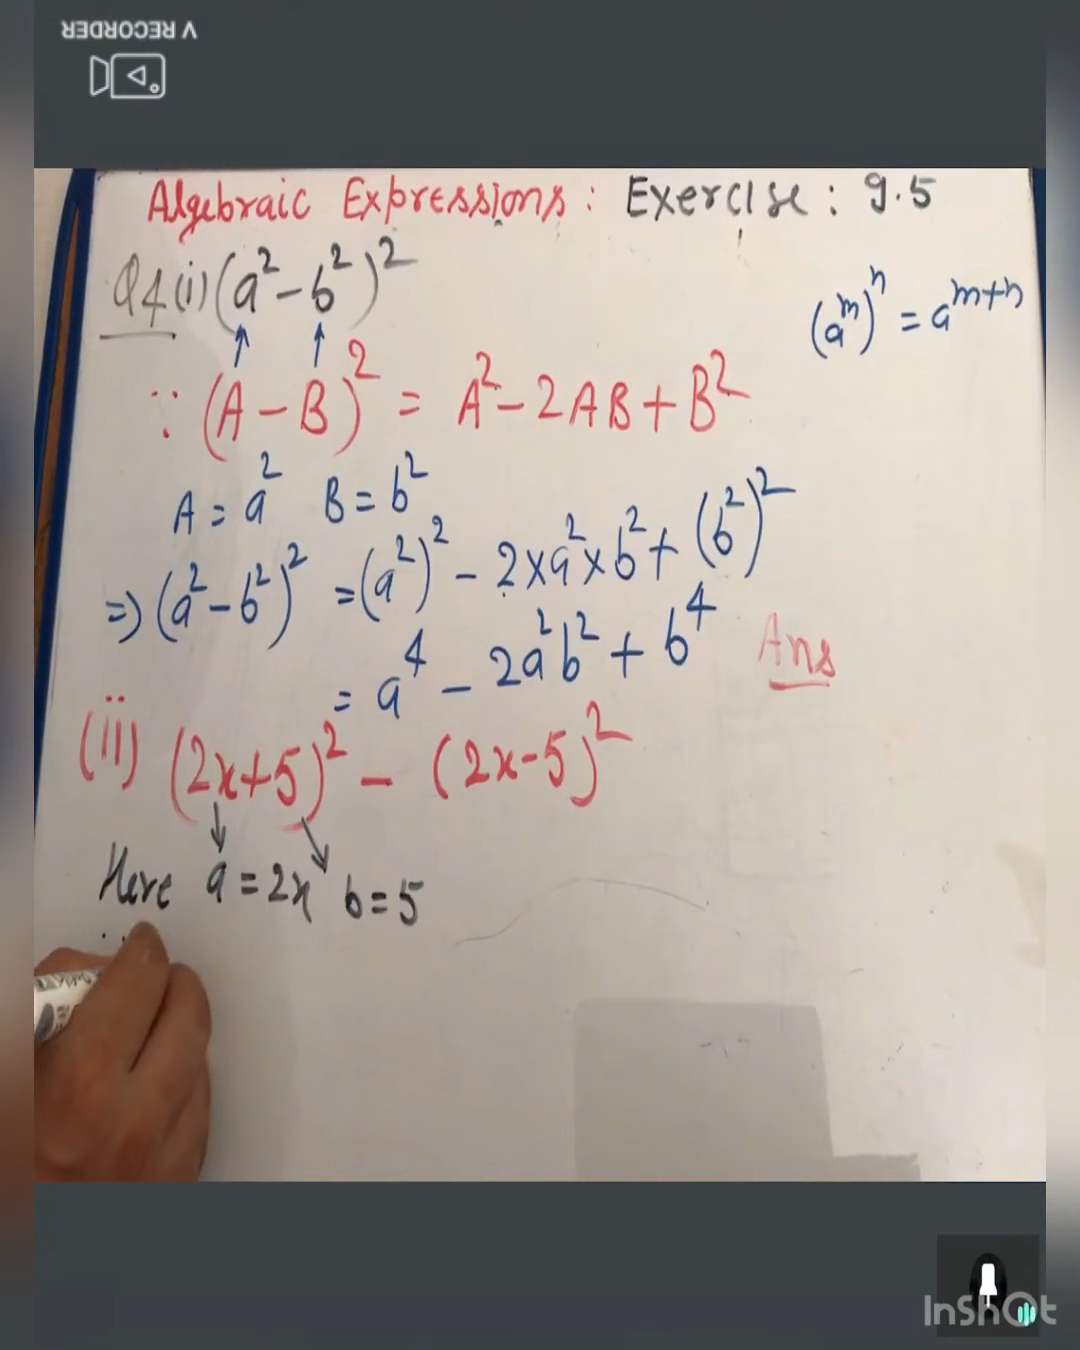 V RECORDER
Algebraic Expressions: Exercise: 9.5
Q4 (i) (a² - b²)²
(aᵐ)ⁿ = aᵐ⁺ⁿ
∵ (A - B)² = A² - 2AB + B²
A = a² B = b²
=> (a² - b²)² = (a²)² - 2×a²×b² + (b²)²
= a⁴ - 2a²b² + b⁴ Ans
(ii) (2x+5)² - (2x-5)²
Here a = 2x b = 5
InShOt